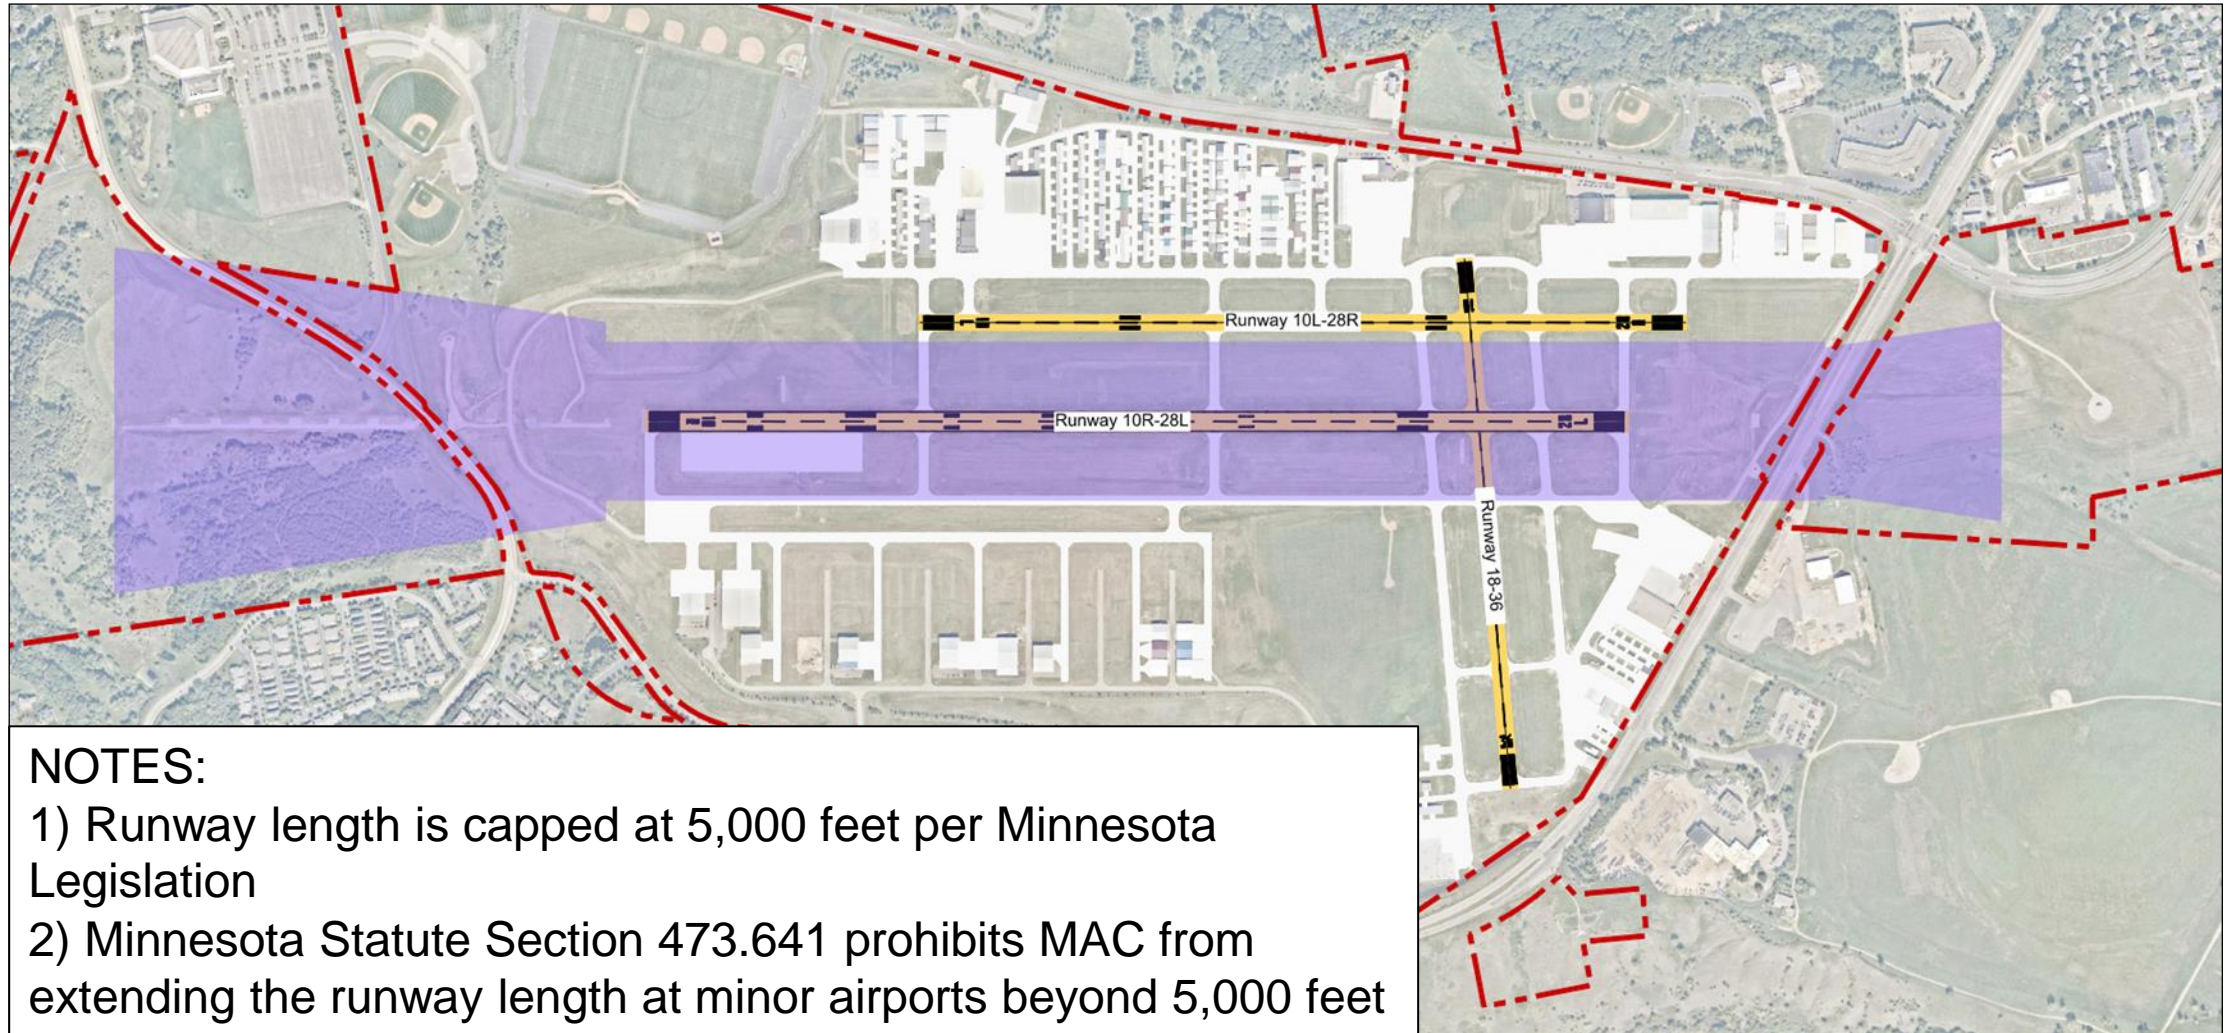 Runway 10L-28R
Runway 10R-28L
Runway 18-36
36
NOTES:
1) Runway length is capped at 5,000 feet per Minnesota
Legislation
2) Minnesota Statute Section 473.641 prohibits MAC from
extending the runway length at minor airports beyond 5,000 feet